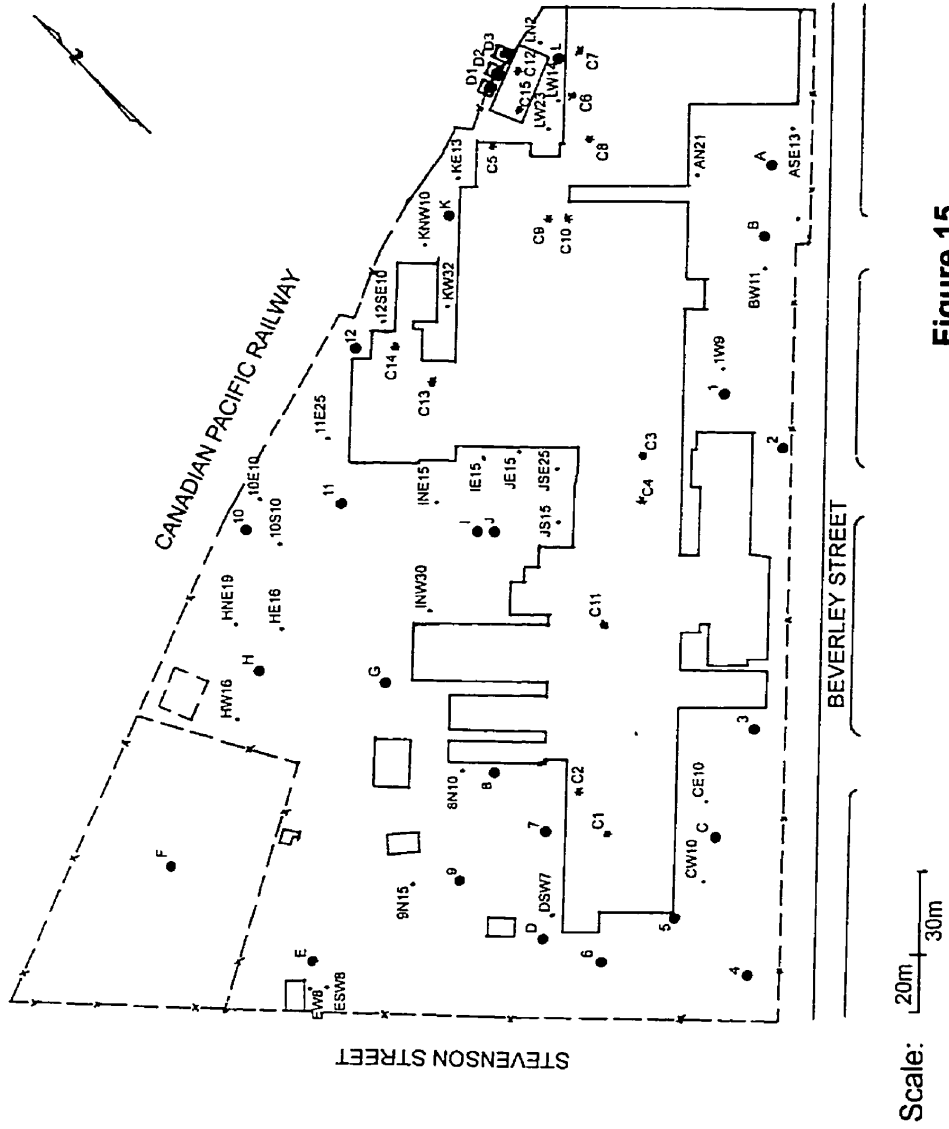 CANADIAN PACIFIC RAILWAY
STEVENSON STREET
BEVERLEY STREET
D1
D2
D3
LN2
C12
C15
L
LW14
LW23
C7
C6
C5
C8
KE13
KNW10
K
KW32
12SE10
12
C14
C13
C9
C10
AN21
A
ASE13
B
BW11
1W9
1
2
11E25
11
10E10
10
10S10
HNE19
HE16
H
HW16
INE15
IE15
JE15
JSE25
JS15
I
J
INW30
G
C3
C4
C11
3
8N10
B
C2
C1
7
9
9N15
CE10
C
CW10
DSW7
D
5
6
4
E
EW8
ESW8
F
Scale:
20m
30m
Figure 15